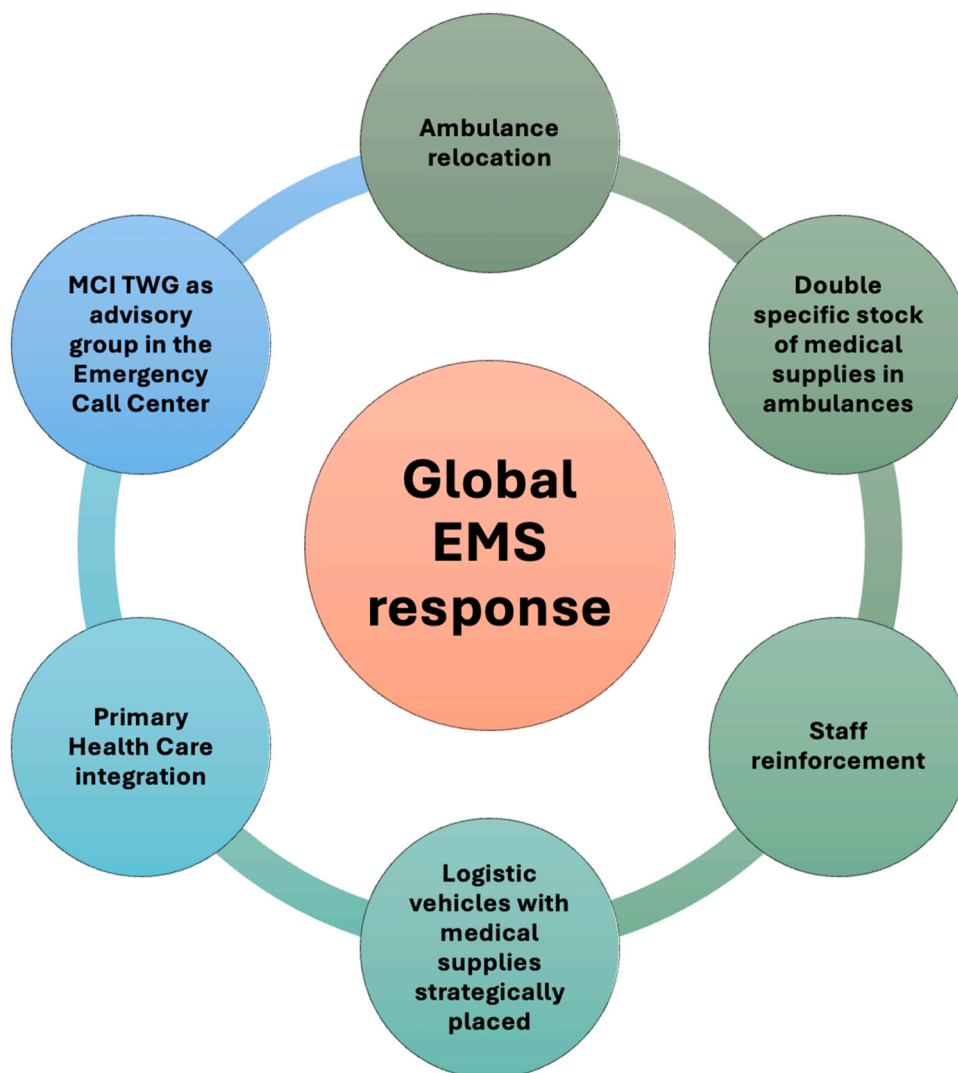 Ambulance
relocation
Double
specific stock
of medical
supplies in
ambulances
Staff
reinforcement
Logistic
vehicles with
medical
supplies
strategically
placed
Primary
Health Care
integration
MCI TWG as
advisory
group in the
Emergency
Call Center
Global
EMS
response